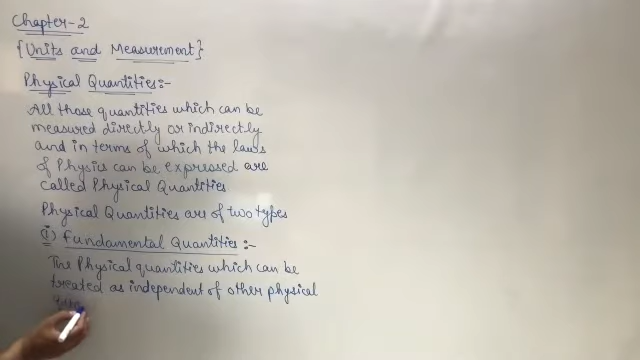 Chapter-2
{Units and Measurement}
Physical Quantities:-
All those quantities which can be
measured directly or indirectly
and in terms of which the laws
of Physics can be expressed are
called Physical Quantities
Physical Quantities are of two types
(i) Fundamental Quantities:-
The Physical quantities which can be
treated as independent of other physical